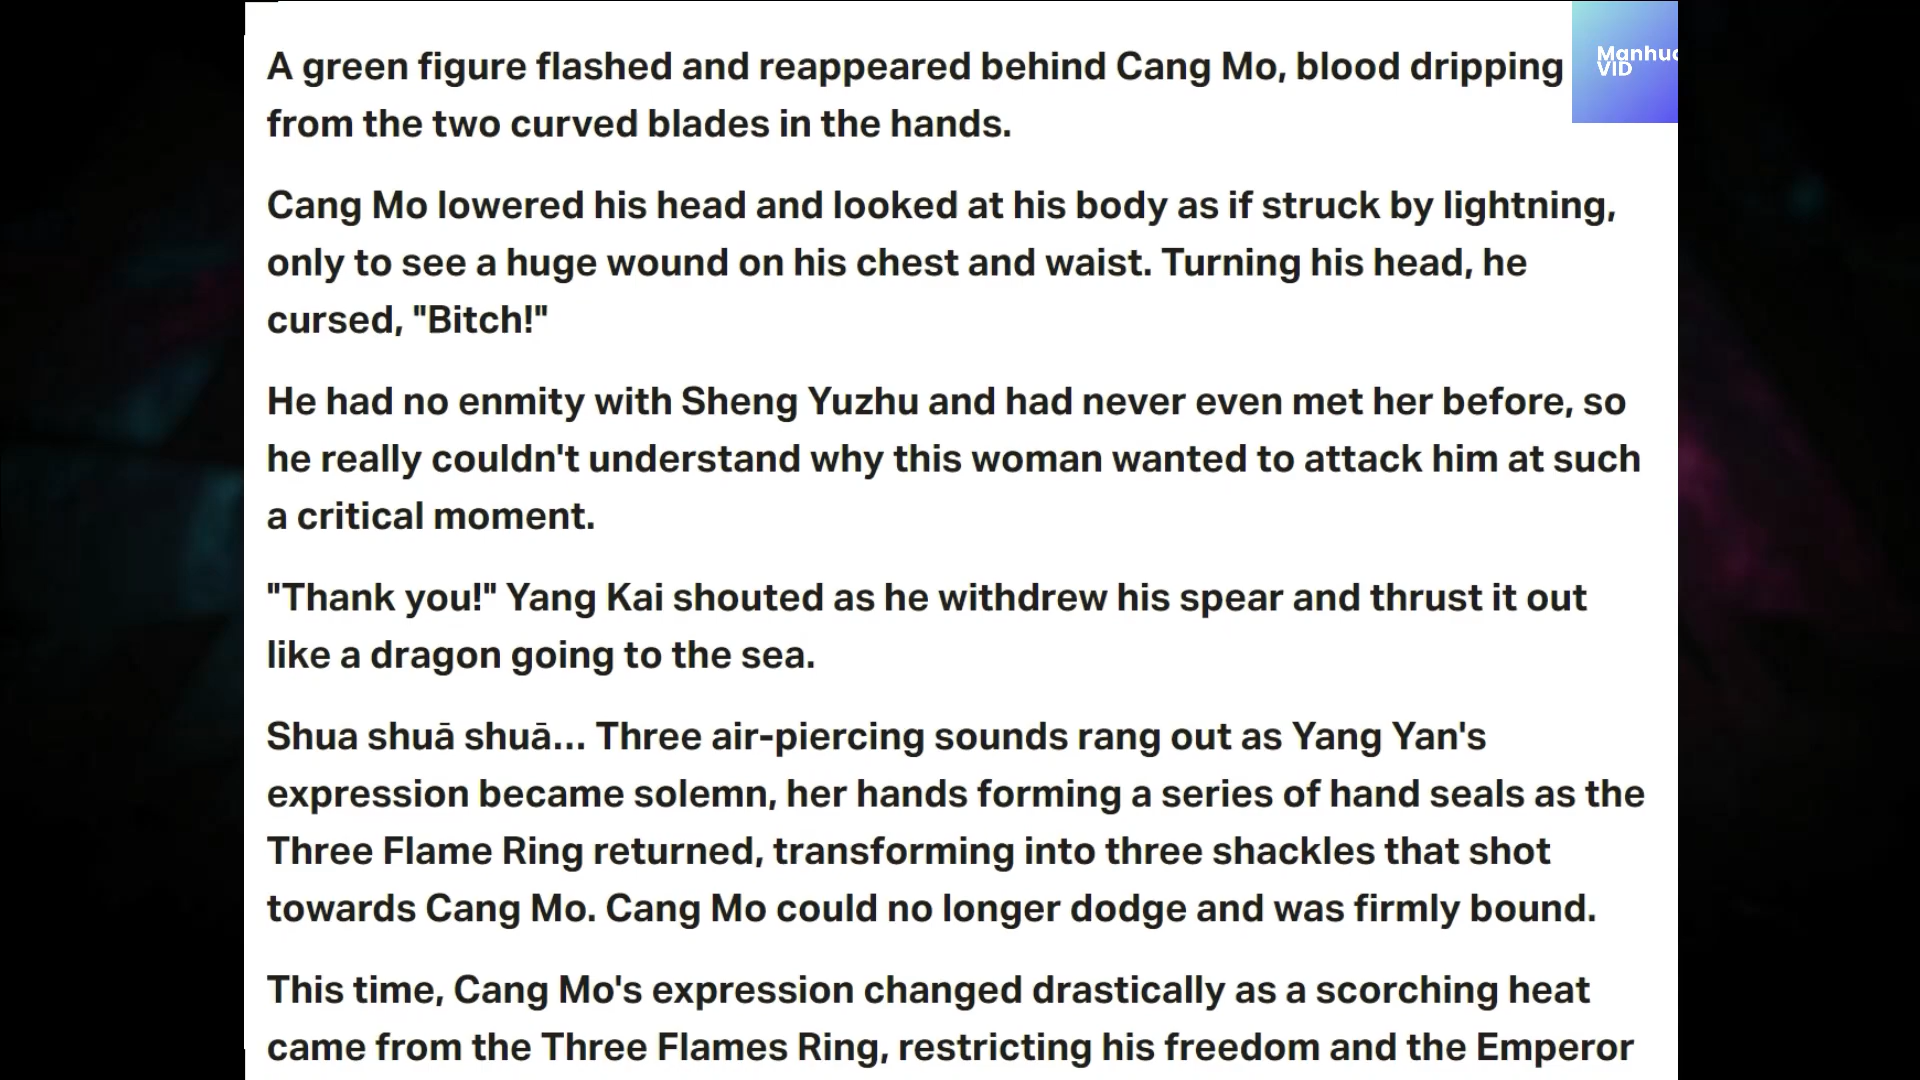 A green figure flashed and reappeared behind Cang Mo, blood dripping
from the two curved blades in the hands.
Cang Mo lowered his head and looked at his body as if struck by lightning,
only to see a huge wound on his chest and waist. Turning his head, he
cursed, "Bitch!"
He had no enmity with Sheng Yuzhu and had never even met her before, so
he really couldn't understand why this woman wanted to attack him at such
a critical moment.
"Thank you!" Yang Kai shouted as he withdrew his spear and thrust it out
like a dragon going to the sea.
Shua shuā shuā... Three air-piercing sounds rang out as Yang Yan's
expression became solemn, her hands forming a series of hand seals as the
Three Flame Ring returned, transforming into three shackles that shot
towards Cang Mo. Cang Mo could no longer dodge and was firmly bound.
This time, Cang Mo's expression changed drastically as a scorching heat
came from the Three Flames Ring, restricting his freedom and the Emperor
Manhua
VID